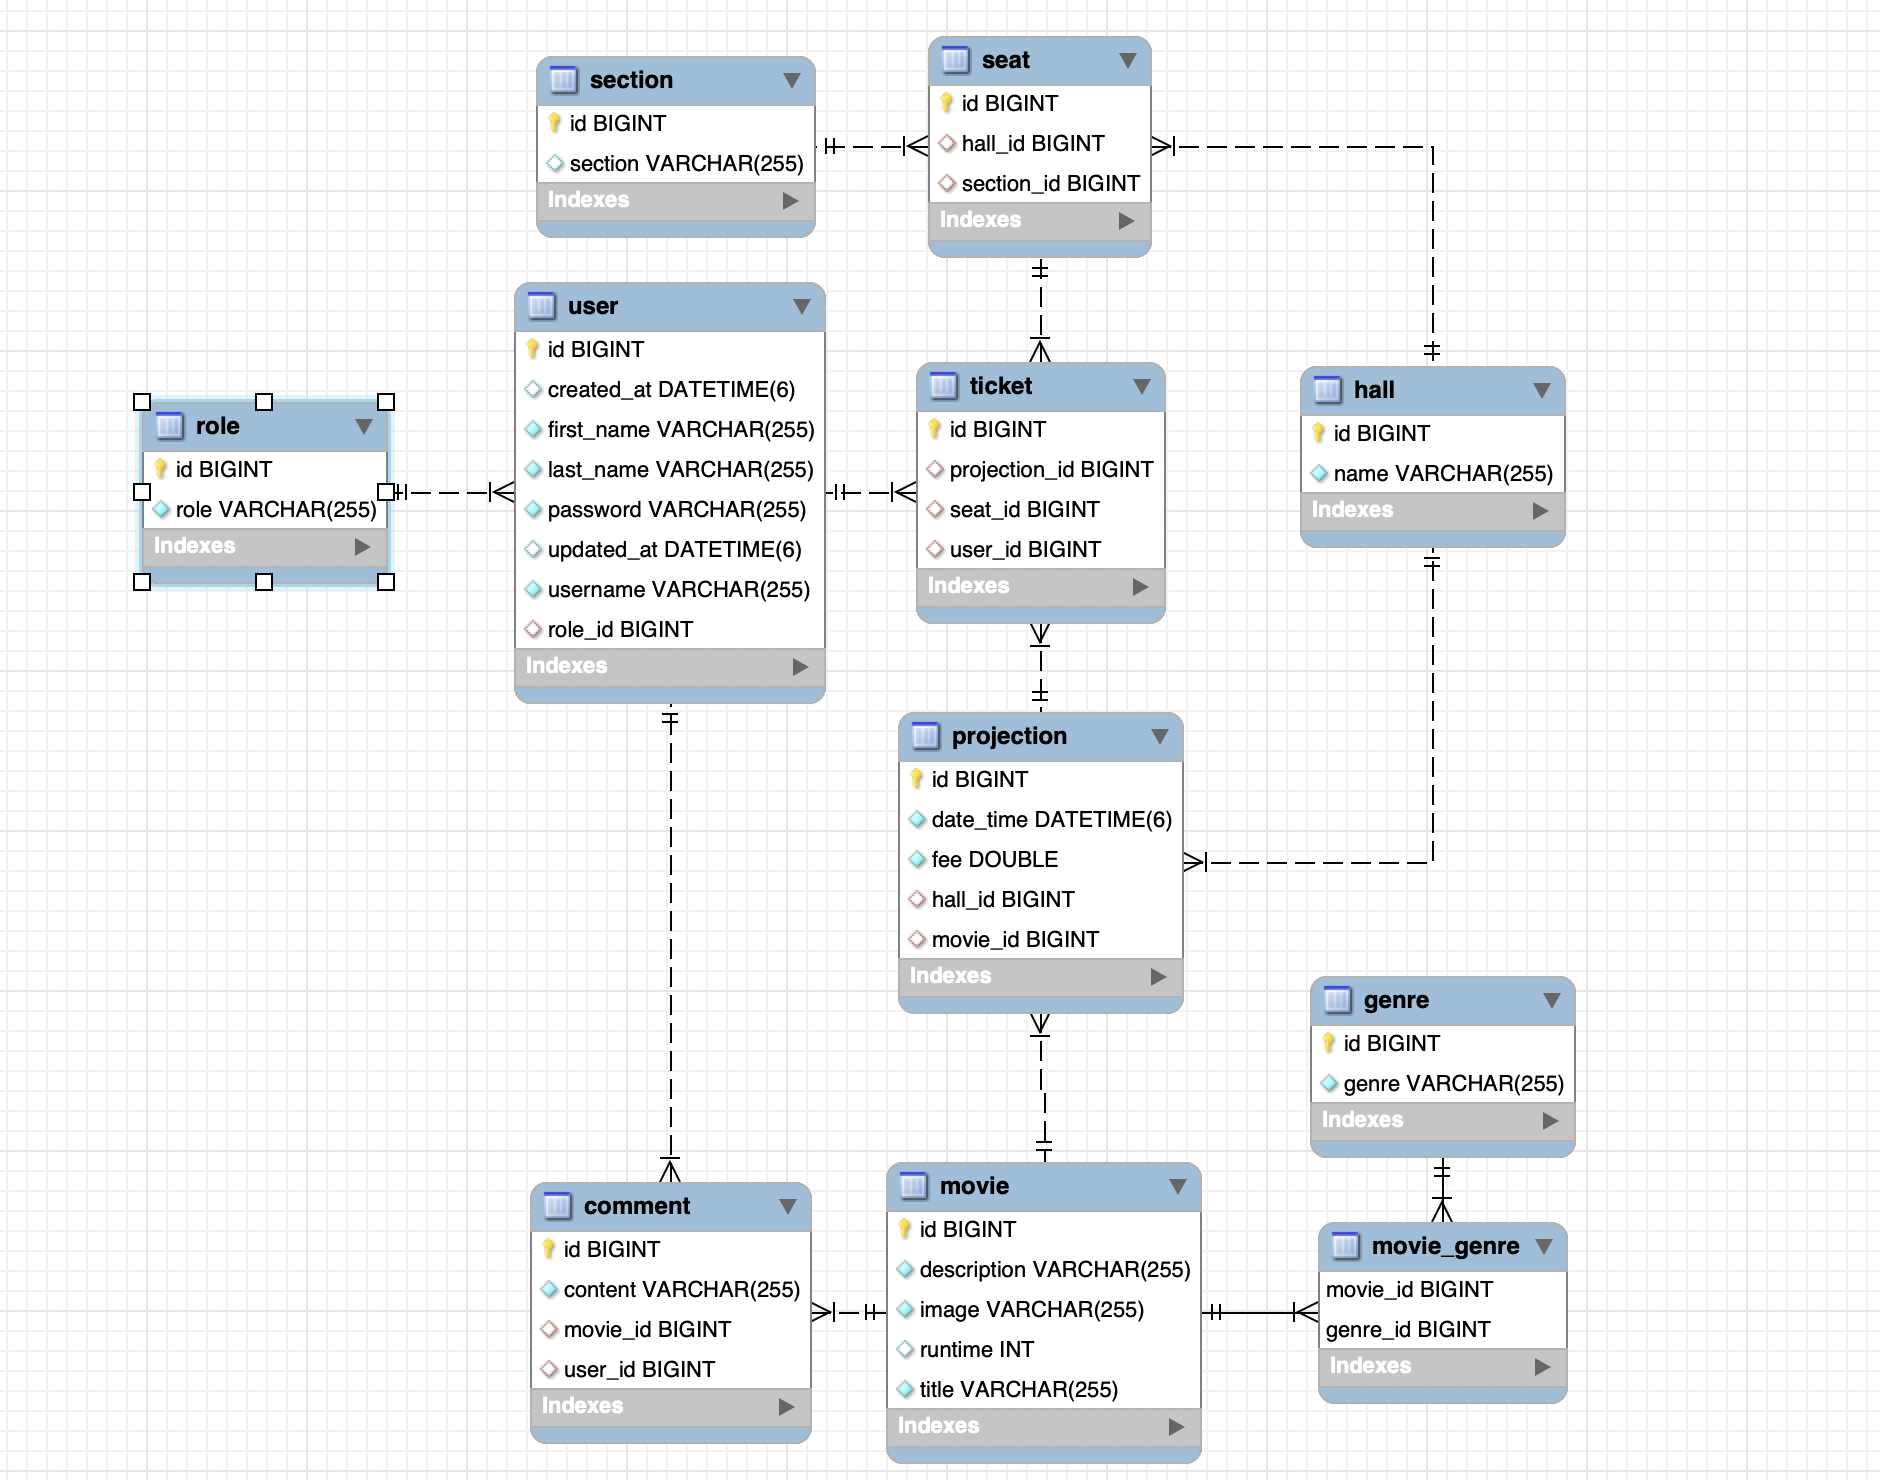 section
id BIGINT
section VARCHAR(255)
Indexes
seat
id BIGINT
hall_id BIGINT
section_id BIGINT
Indexes
user
id BIGINT
created_at DATETIME(6)
first_name VARCHAR(255)
last_name VARCHAR(255)
password VARCHAR(255)
updated_at DATETIME(6)
username VARCHAR(255)
role_id BIGINT
Indexes
role
id BIGINT
role VARCHAR(255)
Indexes
ticket
id BIGINT
projection_id BIGINT
seat_id BIGINT
user_id BIGINT
Indexes
hall
id BIGINT
name VARCHAR(255)
Indexes
projection
id BIGINT
date_time DATETIME(6)
fee DOUBLE
hall_id BIGINT
movie_id BIGINT
Indexes
genre
id BIGINT
genre VARCHAR(255)
Indexes
comment
id BIGINT
content VARCHAR(255)
movie_id BIGINT
user_id BIGINT
Indexes
movie
id BIGINT
description VARCHAR(255)
image VARCHAR(255)
runtime INT
title VARCHAR(255)
Indexes
movie_genre
movie_id BIGINT
genre_id BIGINT
Indexes